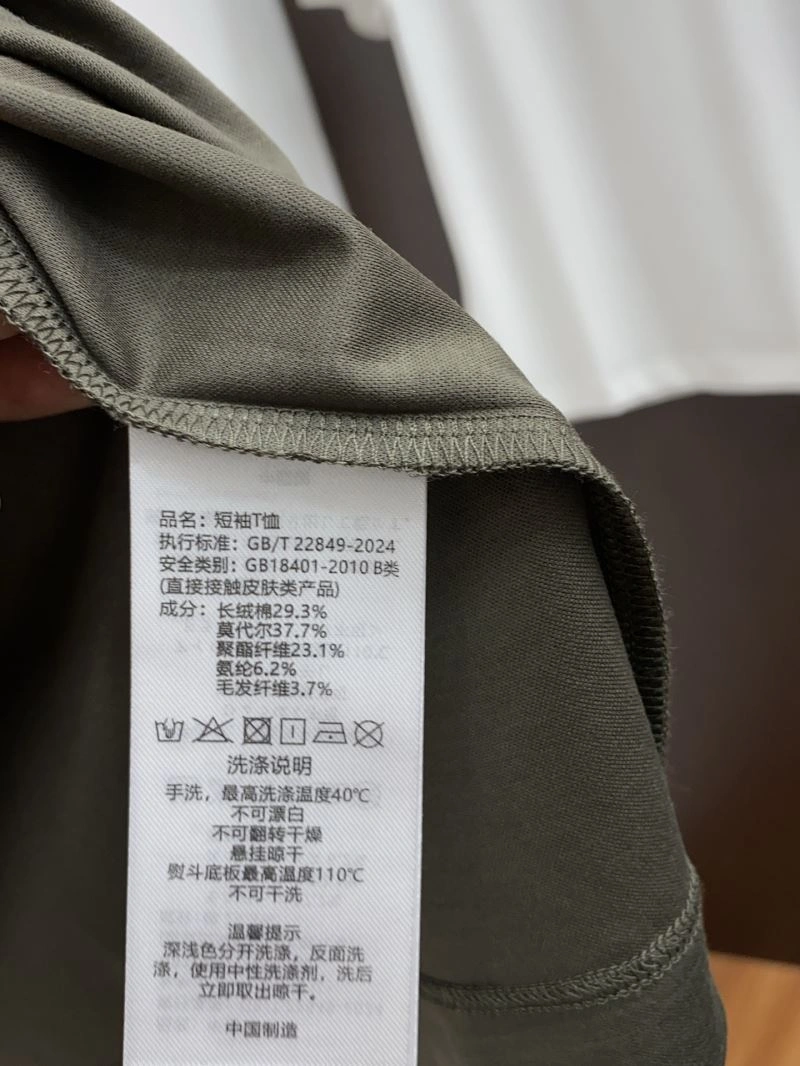 品名：短袖T恤
执行标准：GB/T 22849-2024
安全类别：GB18401-2010 B类
(直接接触皮肤类产品)
成分：长绒棉29.3%
莫代尔37.7%
聚酯纤维23.1%
氨纶6.2%
毛发纤维3.7%
洗涤说明
手洗，最高洗涤温度40℃
不可漂白
不可翻转干燥
悬挂晾干
熨斗底板最高温度110℃
不可干洗
温馨提示
深浅色分开洗涤，反面洗
涤，使用中性洗涤剂，洗后
立即取出晾干。
中国制造